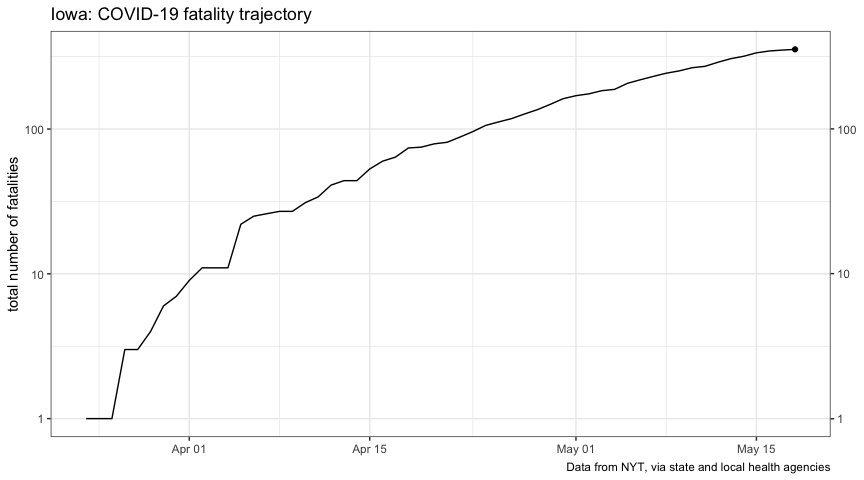 Iowa: COVID-19 fatality trajectory
total number of fatalities
100
10
1
100
10
1
Apr 01
Apr 15
May 01
May 15
Data from NYT, via state and local health agencies